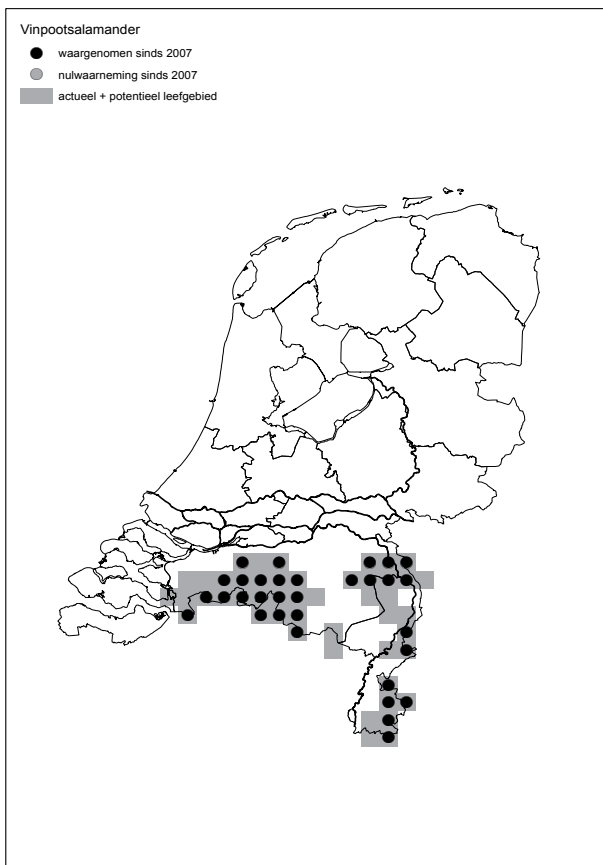 Vinpootsalamander
waargenomen sinds 2007
nulwaarneming sinds 2007
actueel + potentieel leefgebied